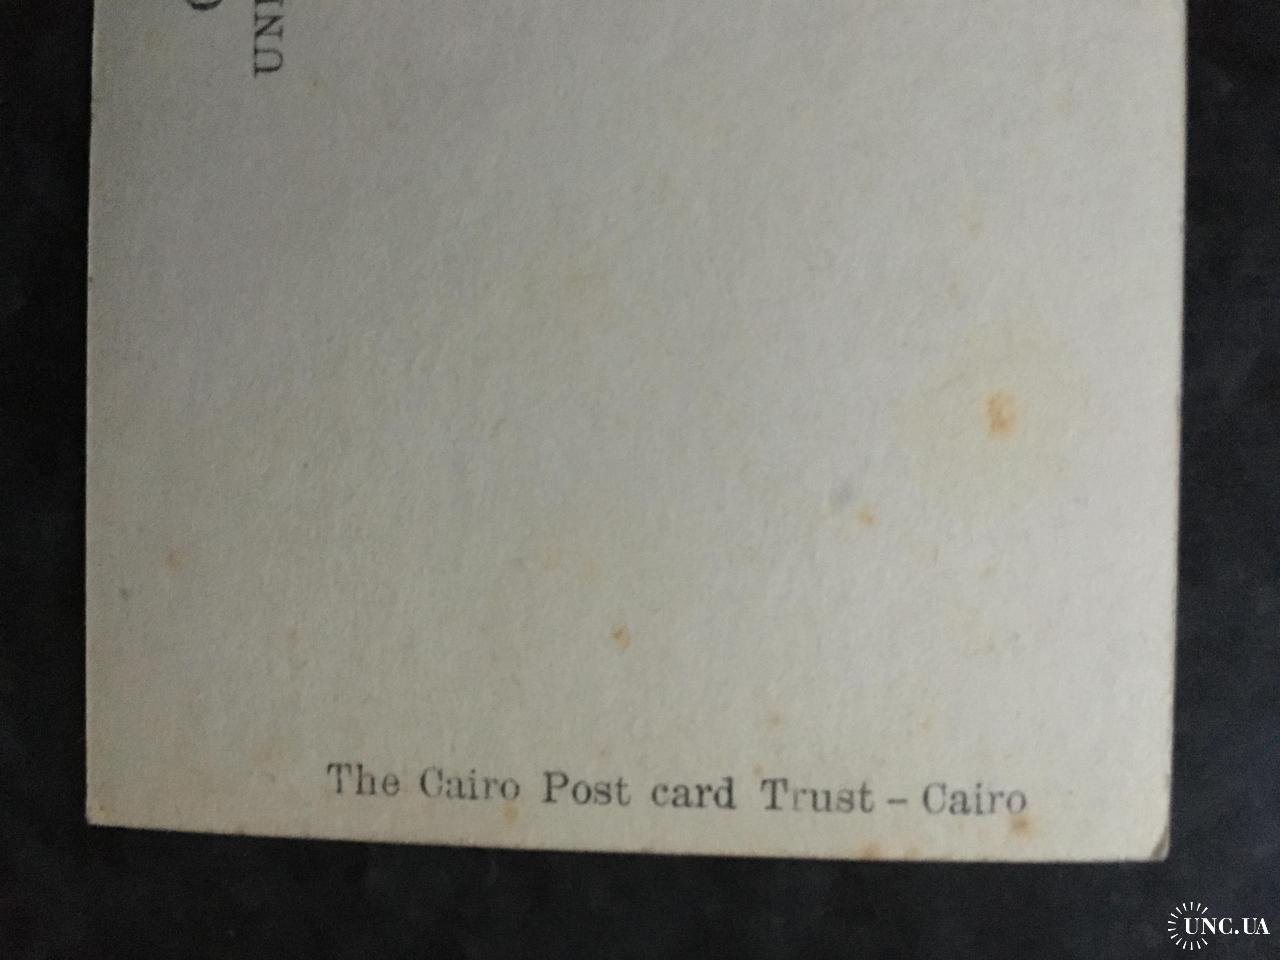 UNI
The Cairo Post card Trust – Cairo
UNC.UA